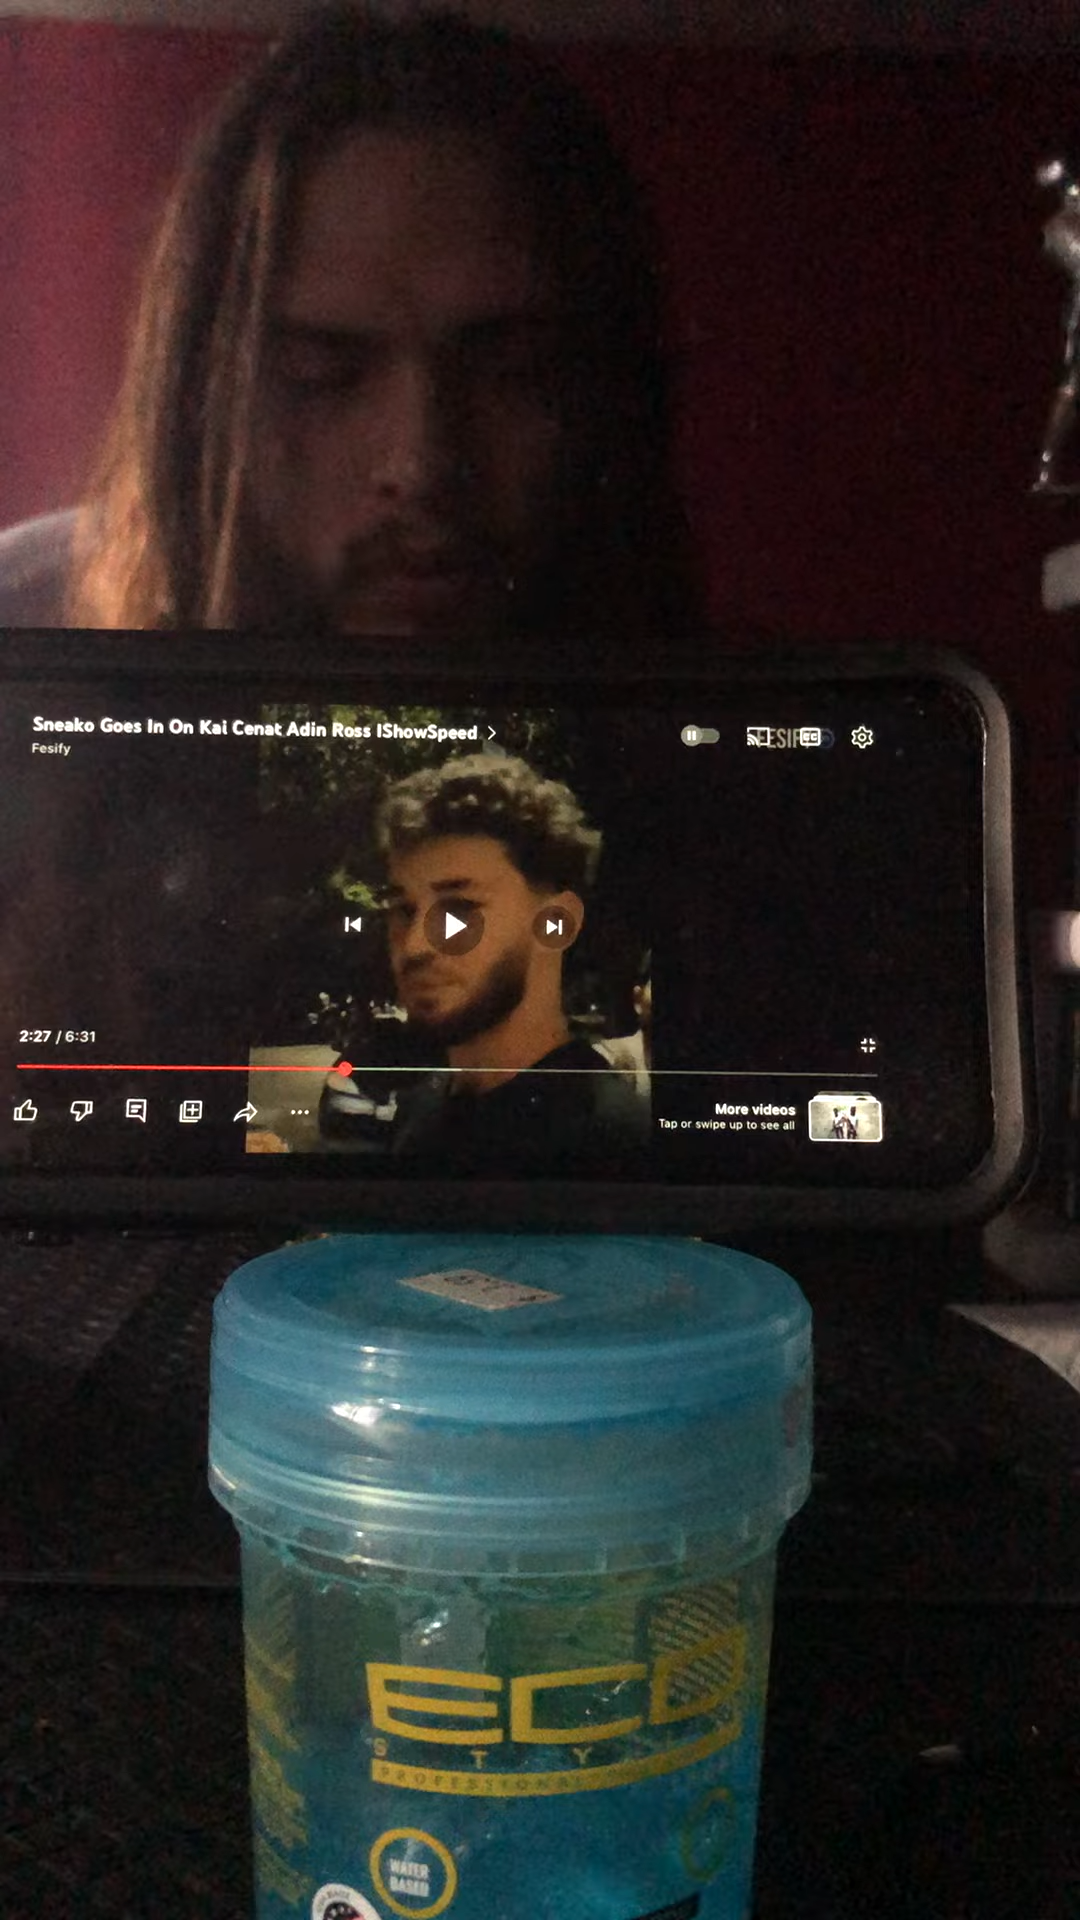 Sneako Goes In On Kai Cenat Adin Ross IShowSpeed
Fesify
CC
2:27 / 6:31
More videos
Tap or swipe up to see all
ECO
S T Y
PROFESSIONAL
WATER
BASED